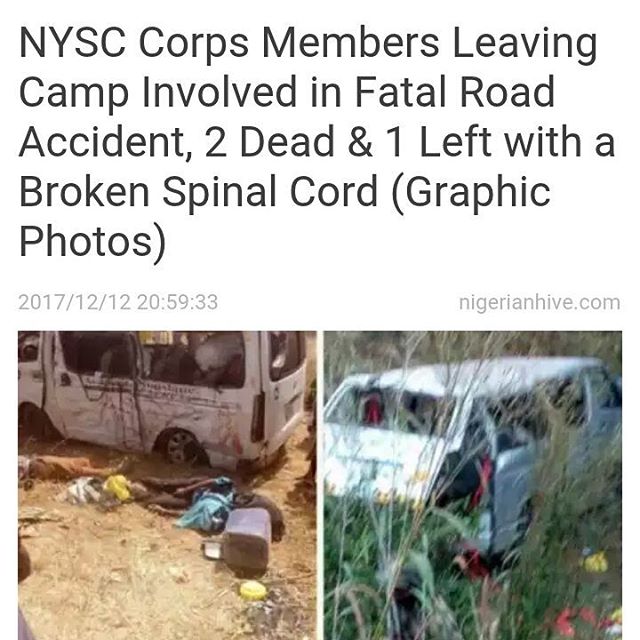 NYSC Corps Members Leaving
Camp Involved in Fatal Road
Accident, 2 Dead & 1 Left with a
Broken Spinal Cord (Graphic
Photos)
2017/12/12 20:59:33 nigerianhive.com